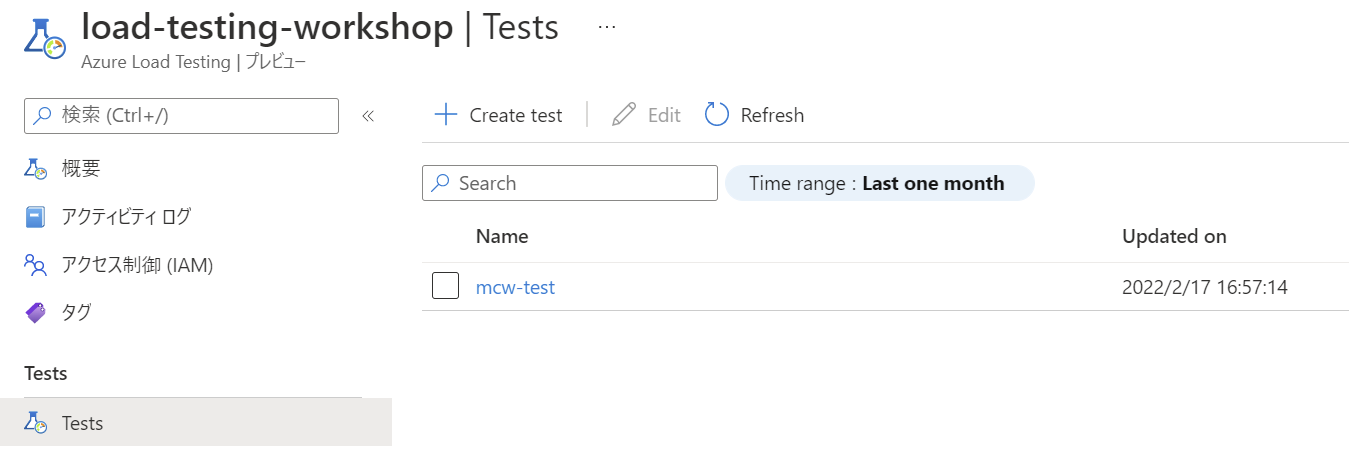 load-testing-workshop | Tests ...
Azure Load Testing | プレビュー
検索 (Ctrl+/)
«
概要
アクティビティ ログ
アクセス制御 (IAM)
タグ
Tests
Tests
Create test
Edit
Refresh
Search
Time range : Last one month
Name Updated on
mcw-test 2022/2/17 16:57:14